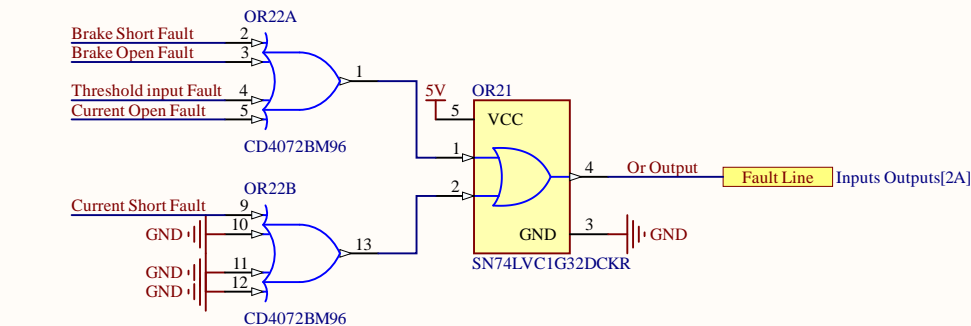 OR22A
Brake Short Fault 2
Brake Open Fault 3
Threshold input Fault 4
Current Open Fault 5
1
CD4072BM96
5V
OR21
5 VCC
1
2
4 Or Output
Fault Line Inputs Outputs[2A]
GND 3 GND
SN74LVC1G32DCKR
OR22B
Current Short Fault 9
GND 10
GND 11
GND 12
13
CD4072BM96